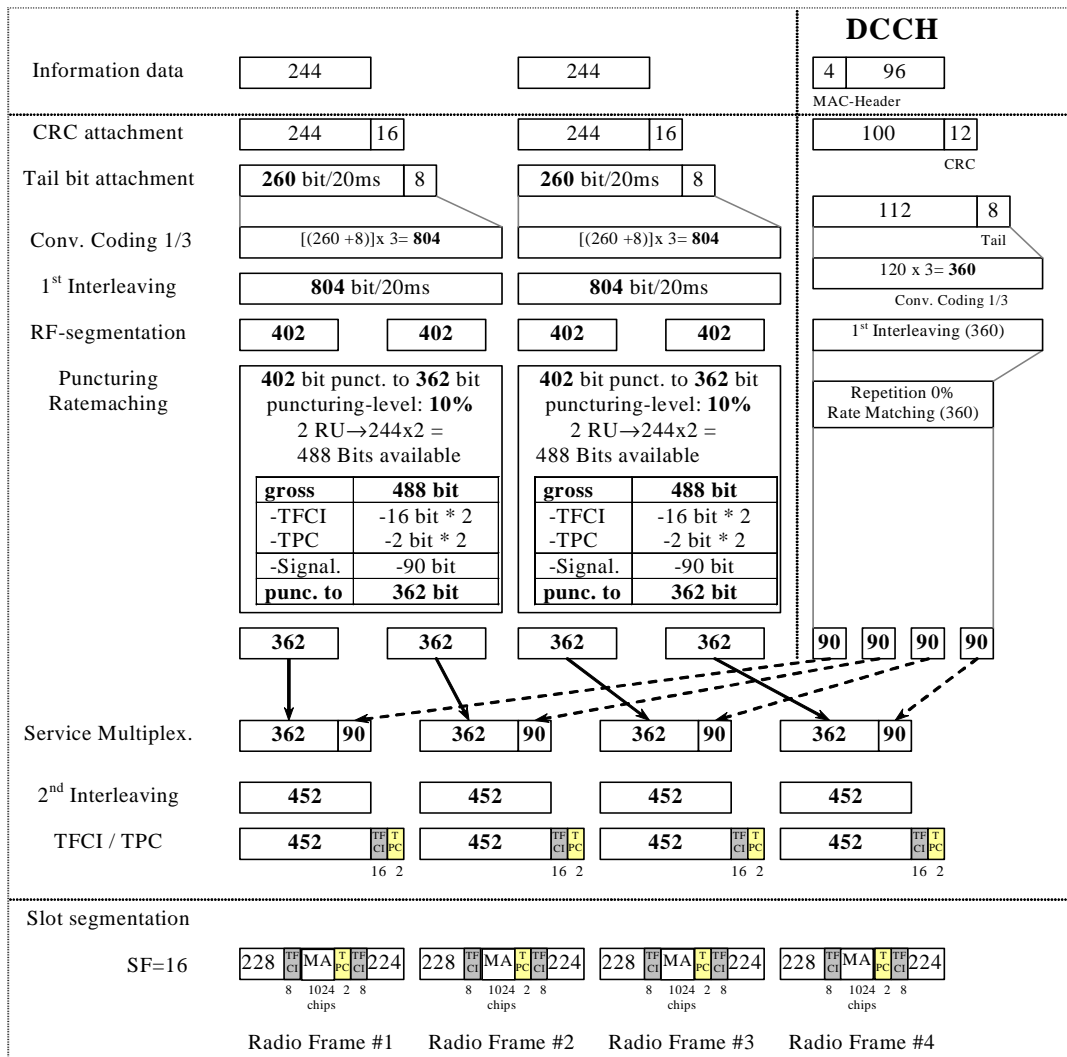 DCCH
Information data 244 244 4 96
MAC-Header
CRC attachment 244 16 244 16 100 12
CRC
Tail bit attachment 260 bit/20ms 8 260 bit/20ms 8
112 8
Tail
Conv. Coding 1/3 [(260 +8)]x 3= 804 [(260 +8)]x 3= 804
120 x 3= 360
Conv. Coding 1/3
1st Interleaving 804 bit/20ms 804 bit/20ms
RF-segmentation 402 402 402 402 1st Interleaving (360)
Puncturing
Ratemaching
402 bit punct. to 362 bit
puncturing-level: 10%
2 RU→244x2 =
488 Bits available
gross 488 bit
-TFCI -16 bit * 2
-TPC -2 bit * 2
-Signal. -90 bit
punc. to 362 bit
402 bit punct. to 362 bit
puncturing-level: 10%
2 RU→244x2 =
488 Bits available
gross 488 bit
-TFCI -16 bit * 2
-TPC -2 bit * 2
-Signal. -90 bit
punc. to 362 bit
Repetition 0%
Rate Matching (360)
362 362 362 362 90 90 90 90
Service Multiplex. 362 90 362 90 362 90 362 90
2nd Interleaving 452 452 452 452
TFCI / TPC 452 TF CI T PC 452 TF CI T PC 452 TF CI T PC 452 TF CI T PC
16 2 16 2 16 2 16 2
Slot segmentation
SF=16 228 TF CI MA T PC TF CI 224 228 TF CI MA T PC TF CI 224 228 TF CI MA T PC TF CI 224 228 TF CI MA T PC TF CI 224
8 1024 2 8 8 1024 2 8 8 1024 2 8 8 1024 2 8
chips chips chips chips
Radio Frame #1 Radio Frame #2 Radio Frame #3 Radio Frame #4